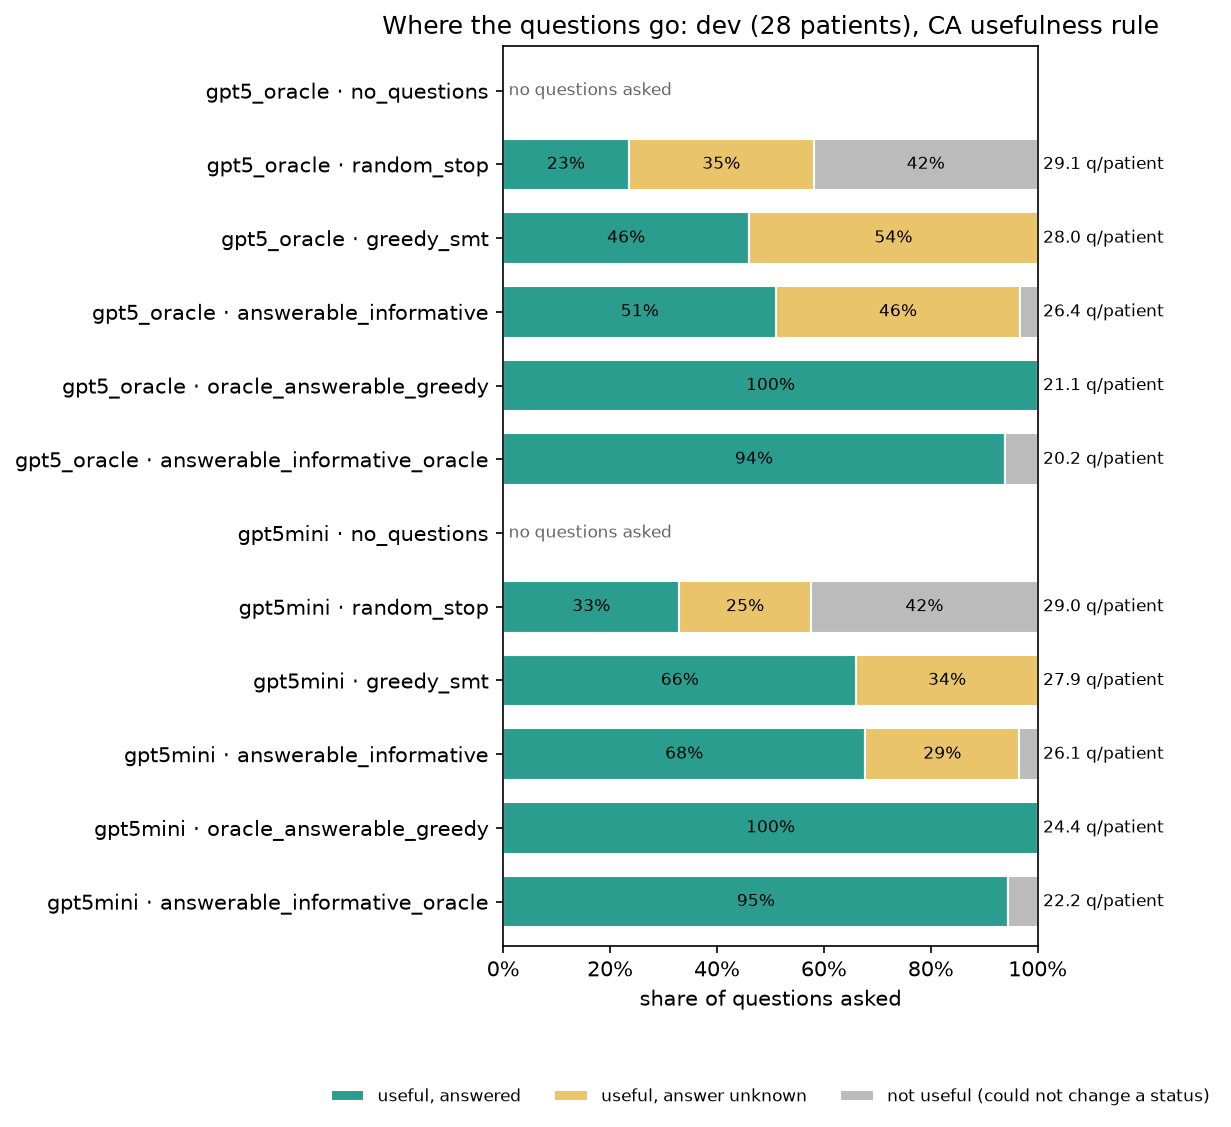 Where the questions go: dev (28 patients), CA usefulness rule
gpt5_oracle · no_questions
no questions asked
gpt5_oracle · random_stop
23%
35%
42%
29.1 q/patient
gpt5_oracle · greedy_smt
46%
54%
28.0 q/patient
gpt5_oracle · answerable_informative
51%
46%
26.4 q/patient
gpt5_oracle · oracle_answerable_greedy
100%
21.1 q/patient
gpt5_oracle · answerable_informative_oracle
94%
20.2 q/patient
gpt5mini · no_questions
no questions asked
gpt5mini · random_stop
33%
25%
42%
29.0 q/patient
gpt5mini · greedy_smt
66%
34%
27.9 q/patient
gpt5mini · answerable_informative
68%
29%
26.1 q/patient
gpt5mini · oracle_answerable_greedy
100%
24.4 q/patient
gpt5mini · answerable_informative_oracle
95%
22.2 q/patient
0% 20% 40% 60% 80% 100%
share of questions asked
useful, answered
useful, answer unknown
not useful (could not change a status)